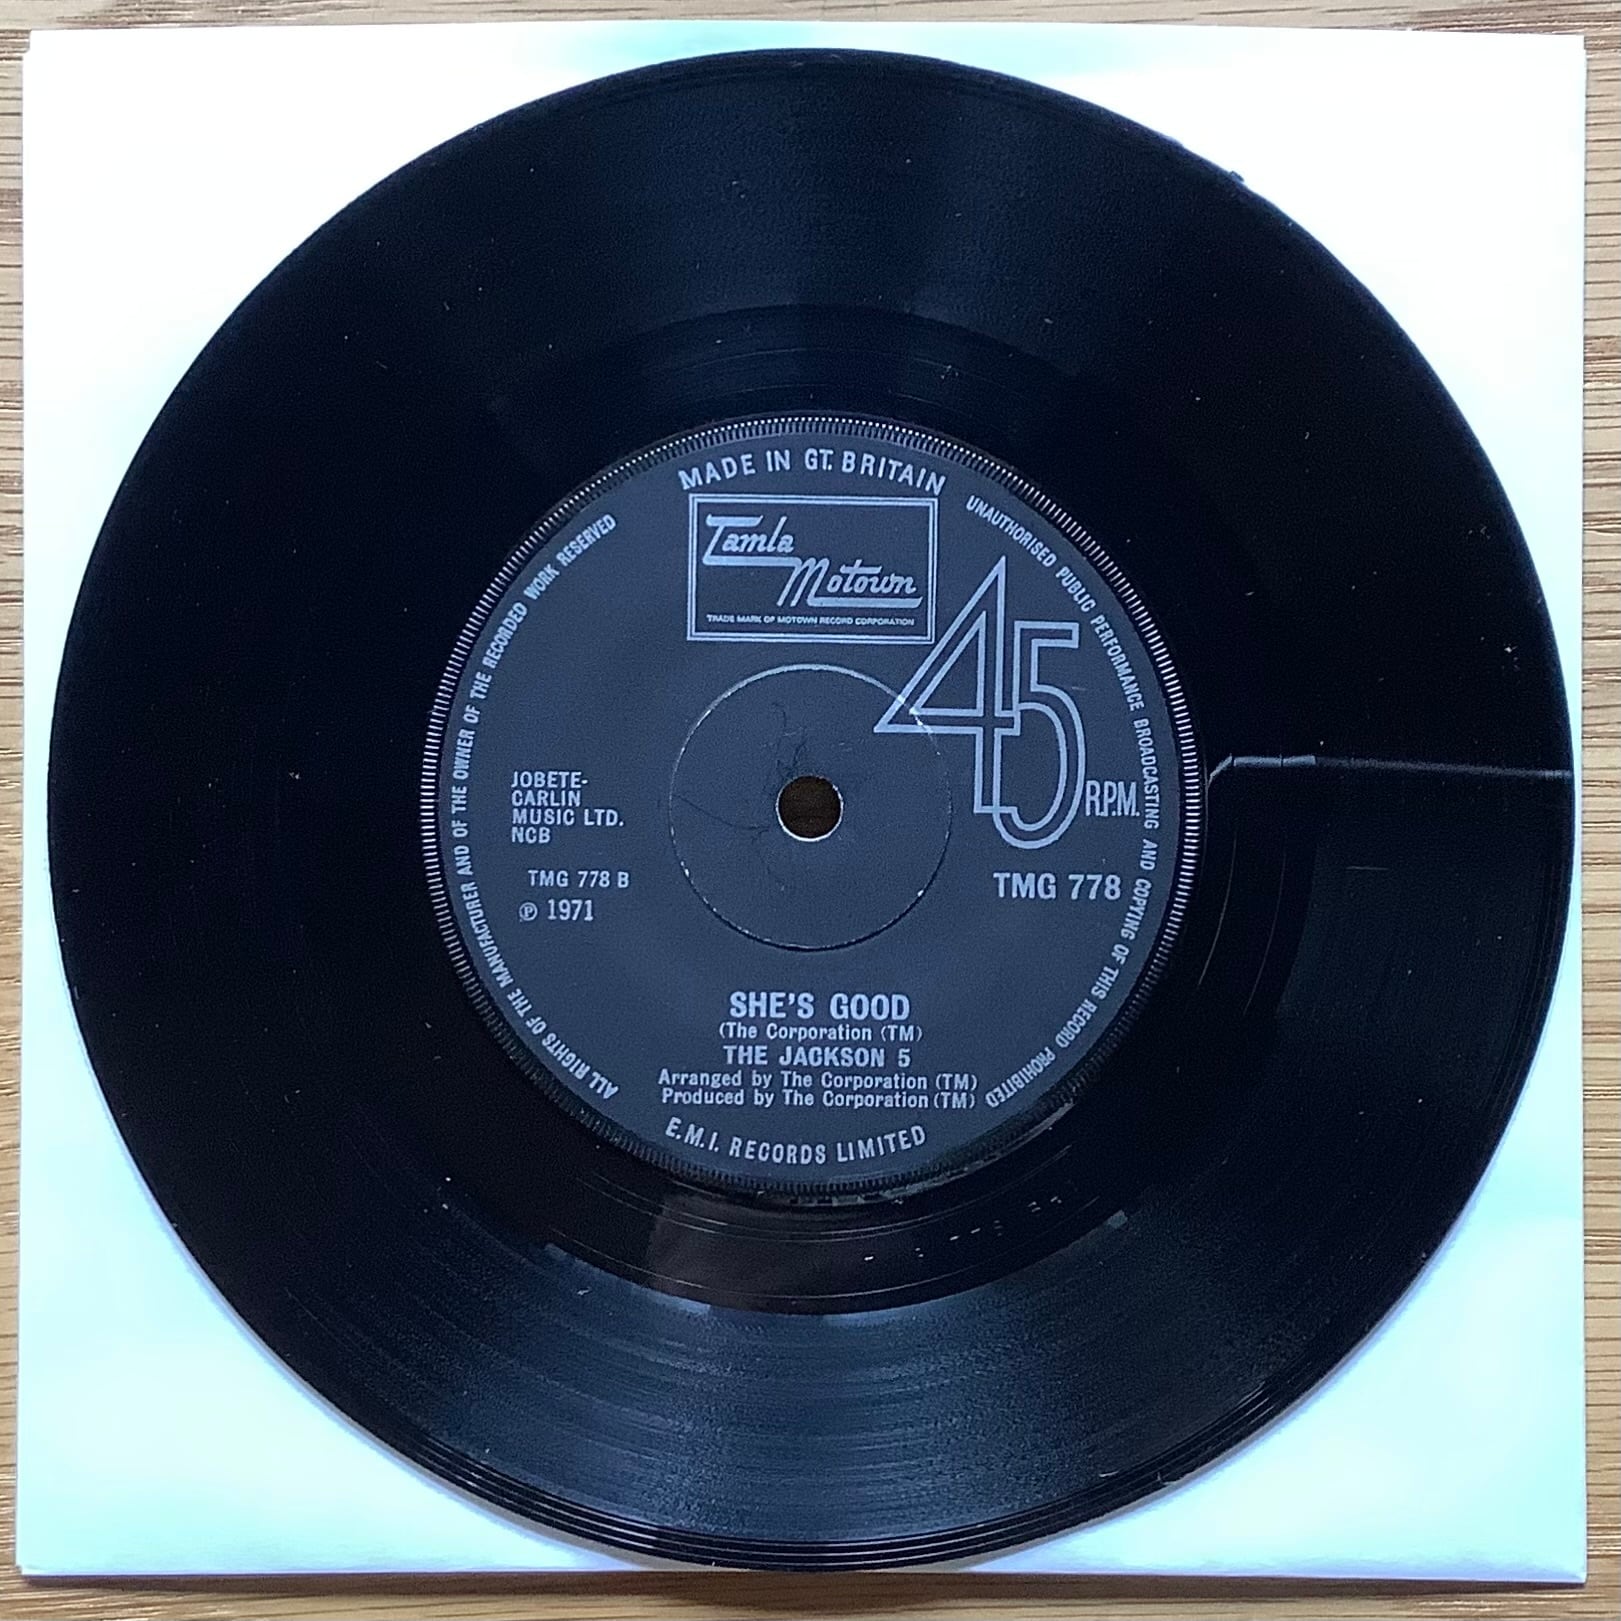 MADE IN GT. BRITAIN
Tamla
Motown
TRADE MARK OF MOTOWN RECORD CORPORATION
UNAUTHORISED PUBLIC PERFORMANCE BROADCASTING AND COPYING OF THIS RECORD PROHIBITED
ALL RIGHTS OF THE MANUFACTURER AND OF THE OWNER OF THE RECORDED WORK RESERVED
45
R.P.M.
JOBETE-
CARLIN
MUSIC LTD.
NCB
TMG 778 B
℗ 1971
TMG 778
SHE'S GOOD
(The Corporation (TM)
THE JACKSON 5
Arranged by The Corporation (TM)
Produced by The Corporation (TM)
E.M.I. RECORDS LIMITED